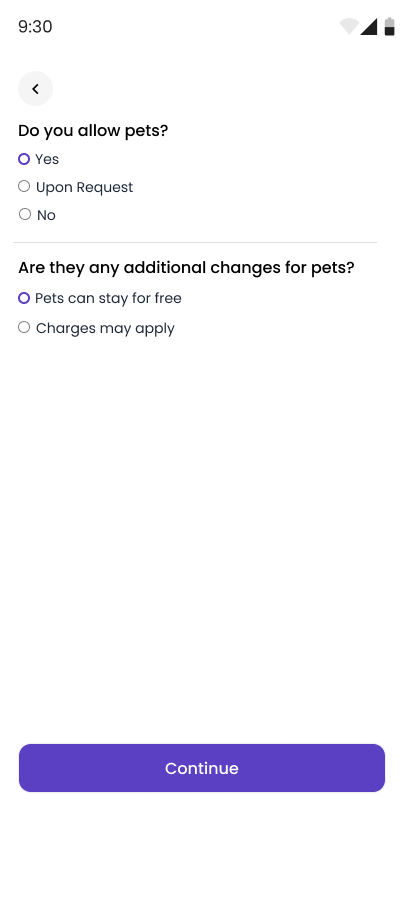 9:30
Do you allow pets?
Yes
Upon Request
No
Are they any additional changes for pets?
Pets can stay for free
Charges may apply
Continue